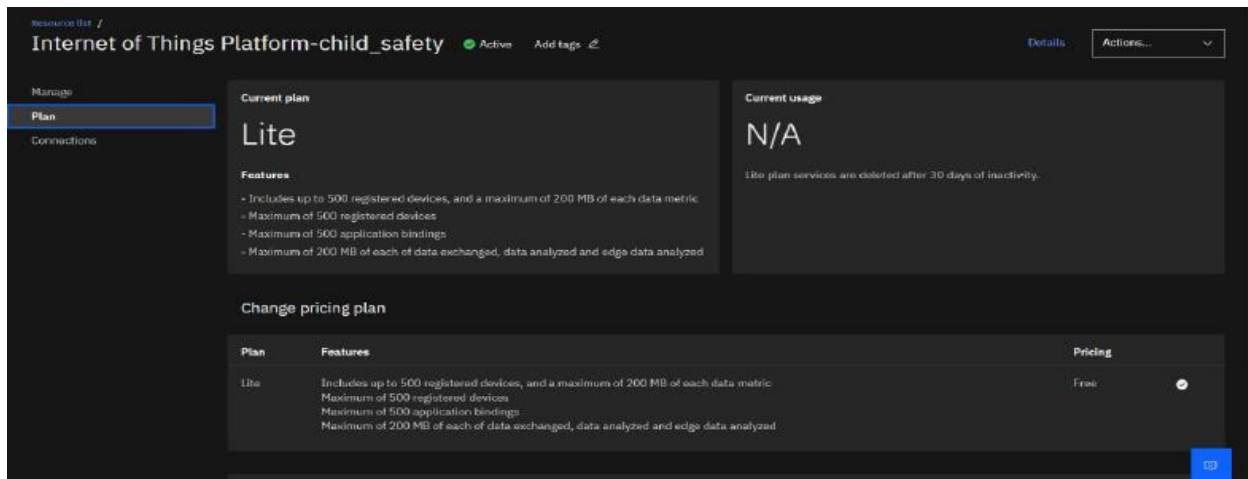 Resource list /
Internet of Things Platform-child_safety Active Add tags Details Actions...
Manage
Plan
Connections
Current plan
Lite
Features
- Includes up to 500 registered devices, and a maximum of 200 MB of each data metric
- Maximum of 500 registered devices
- Maximum of 500 application bindings
- Maximum of 200 MB of each of data exchanged, data analyzed and edge data analyzed
Current usage
N/A
Lite plan services are deleted after 30 days of inactivity.
Change pricing plan
Plan Features Pricing
Lite Includes up to 500 registered devices, and a maximum of 200 MB of each data metric Free
Maximum of 500 registered devices
Maximum of 500 application bindings
Maximum of 200 MB of each of data exchanged, data analyzed and edge data analyzed